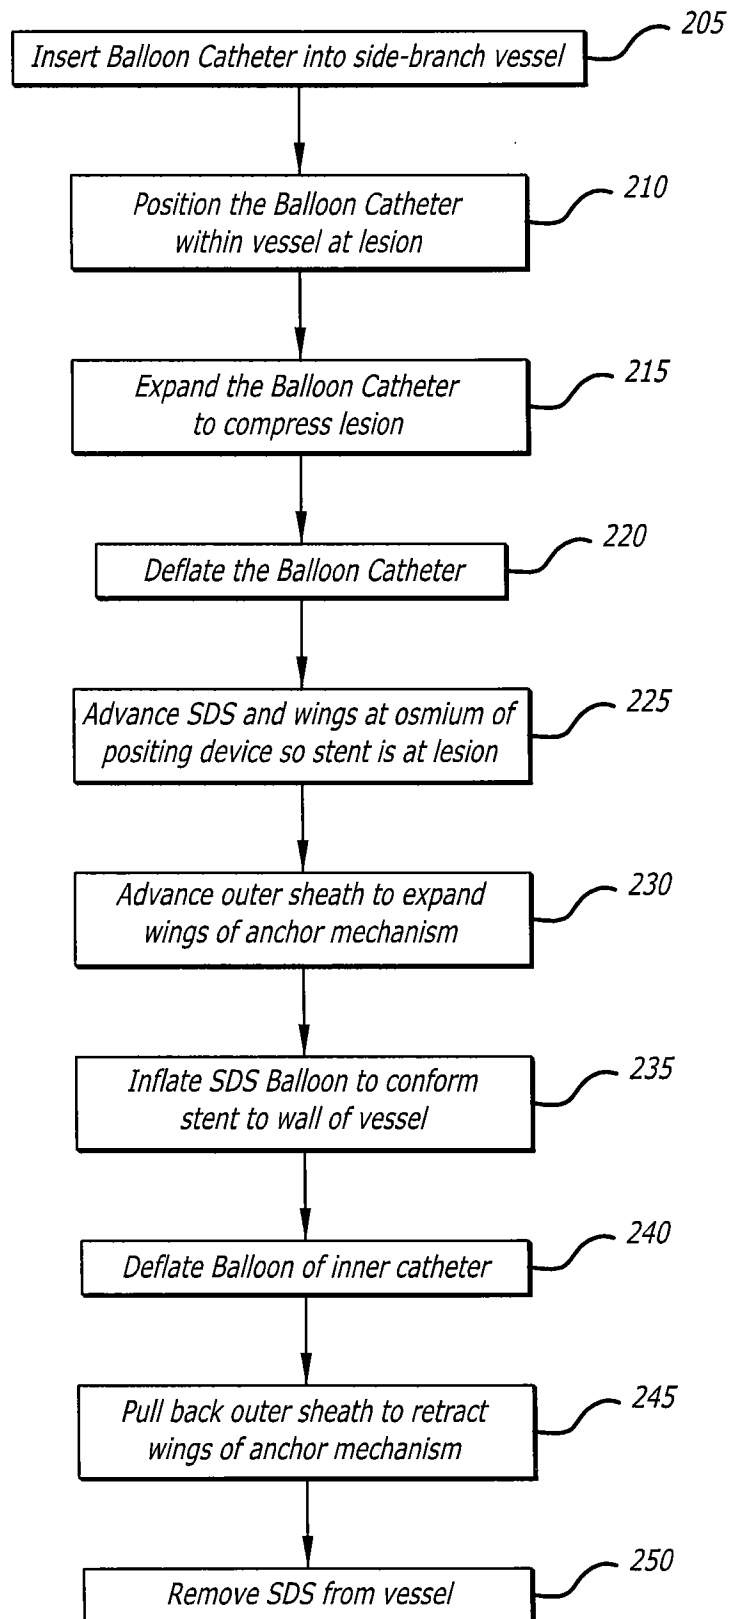 205
Insert Balloon Catheter into side-branch vessel
210
Position the Balloon Catheter
within vessel at lesion
215
Expand the Balloon Catheter
to compress lesion
220
Deflate the Balloon Catheter
225
Advance SDS and wings at osmium of
positing device so stent is at lesion
230
Advance outer sheath to expand
wings of anchor mechanism
235
Inflate SDS Balloon to conform
stent to wall of vessel
240
Deflate Balloon of inner catheter
245
Pull back outer sheath to retract
wings of anchor mechanism
250
Remove SDS from vessel